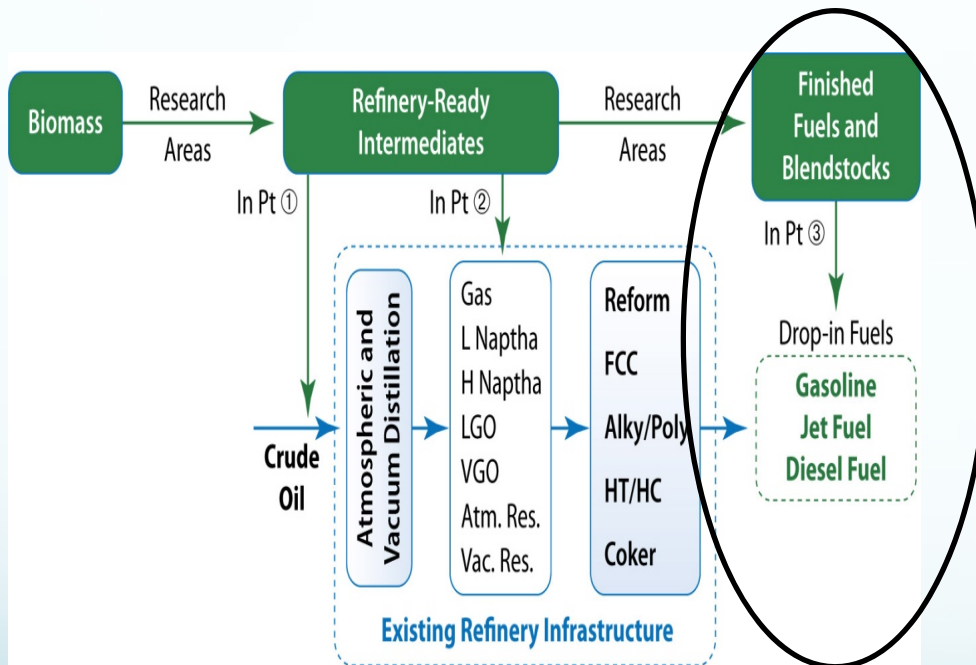 Biomass
Research
Areas
Refinery-Ready
Intermediates
Research
Areas
Finished
Fuels and
Blendstocks
In Pt ①
In Pt ②
In Pt ③
Crude
Oil
Atmospheric and
Vacuum Distillation
Gas
L Naptha
H Naptha
LGO
VGO
Atm. Res.
Vac. Res.
Reform
FCC
Alky/Poly
HT/HC
Coker
Drop-in Fuels
Gasoline
Jet Fuel
Diesel Fuel
Existing Refinery Infrastructure